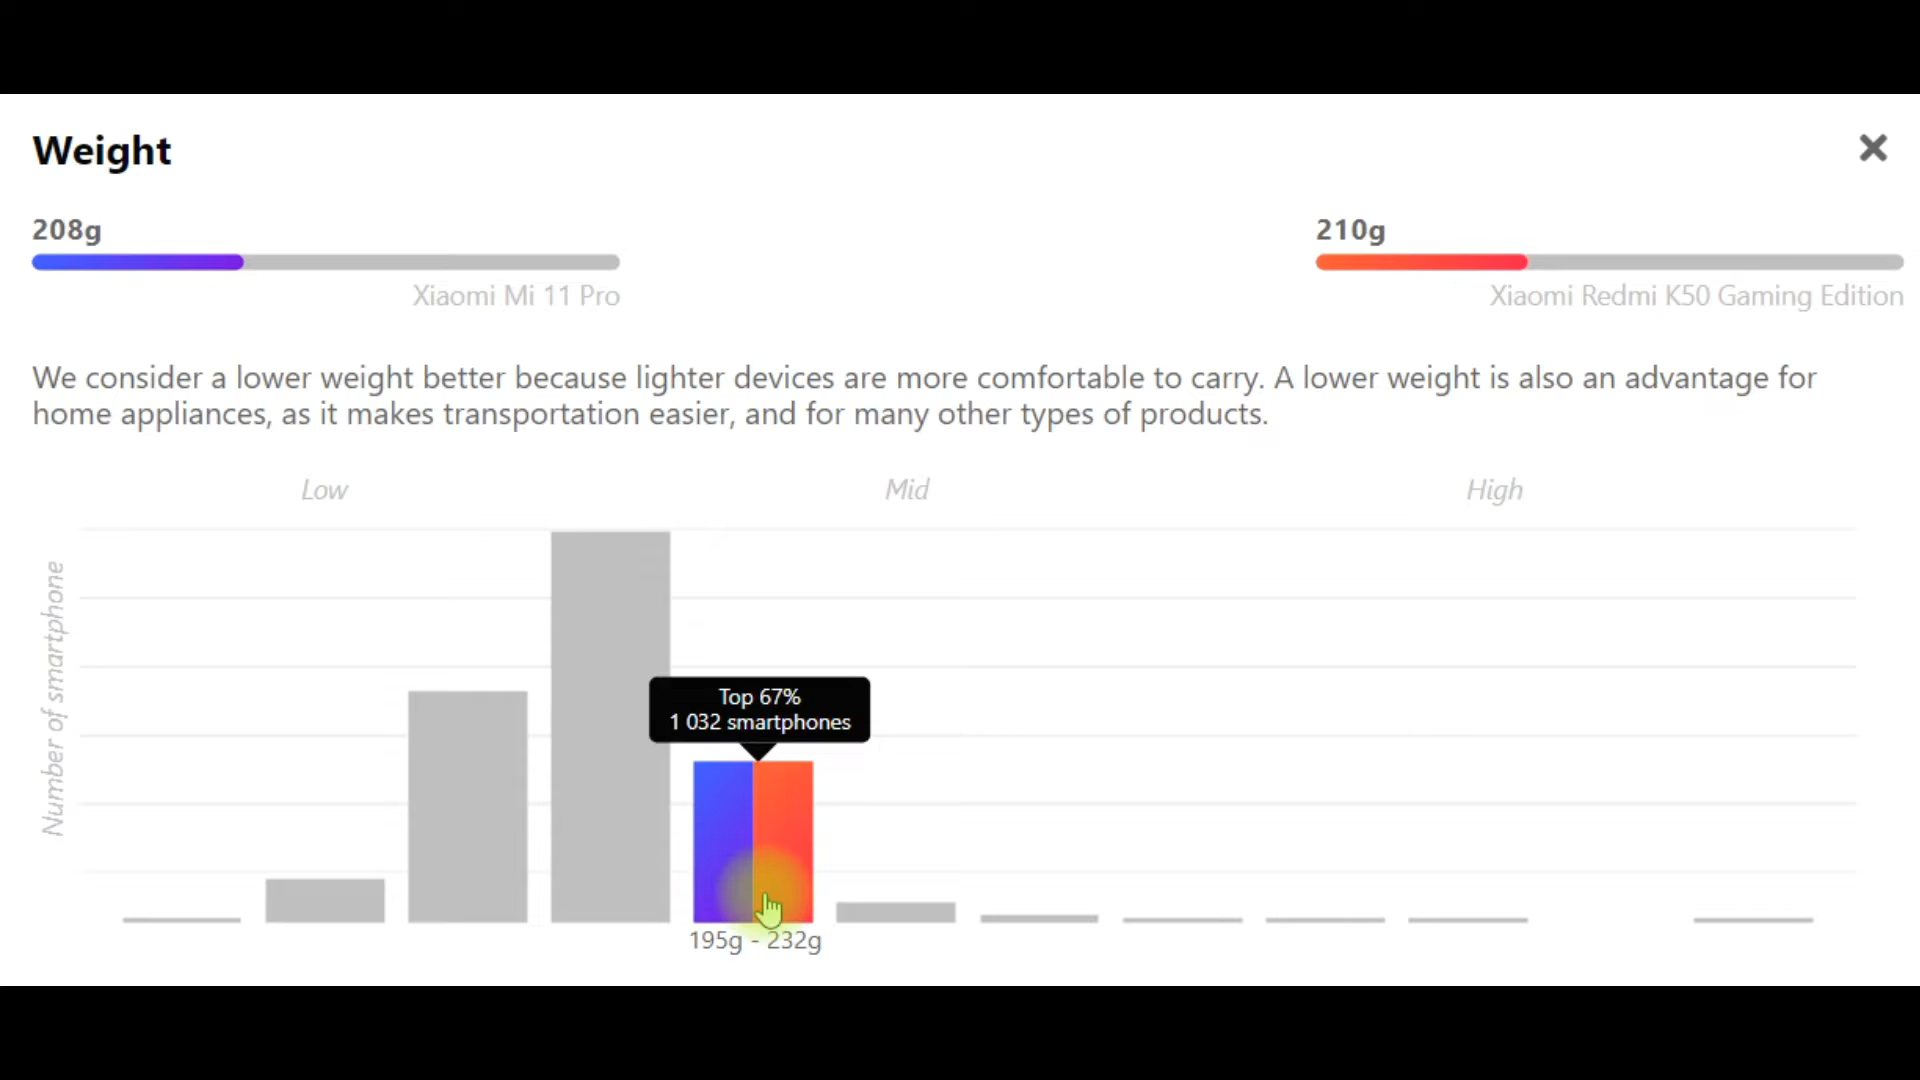 Weight
208g
210g
Xiaomi Mi 11 Pro
Xiaomi Redmi K50 Gaming Edition
We consider a lower weight better because lighter devices are more comfortable to carry. A lower weight is also an advantage for
home appliances, as it makes transportation easier, and for many other types of products.
Low
Mid
High
Number of smartphone
Top 67%
1 032 smartphones
195g - 232g